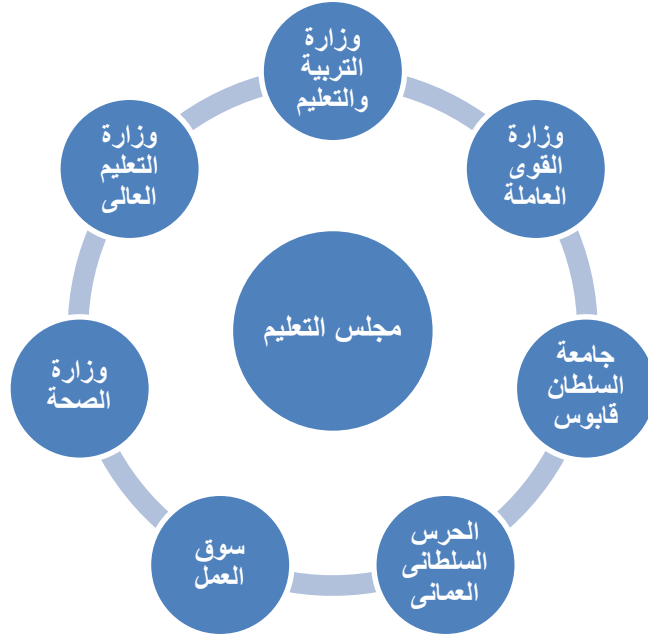 وزارة
التربية
والتعليم
وزارة
القوى
العاملة
جامعة
السلطان
قابوس
الحرس
السلطانى
العمانى
سوق
العمل
وزارة
الصحة
وزارة
التعليم
العالى
مجلس التعليم